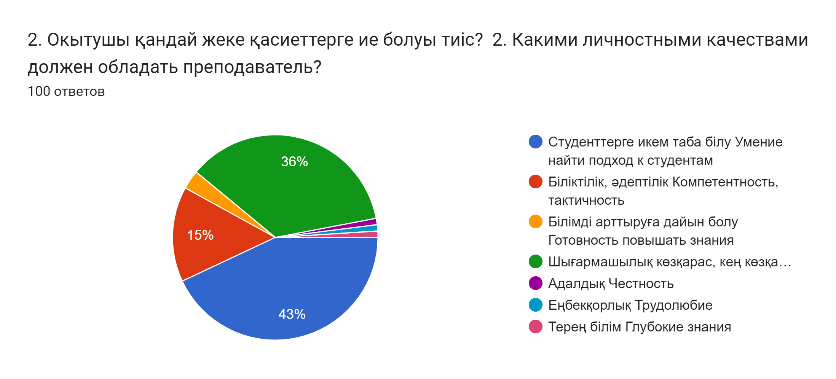 2. Окытушы қандай жеке қасиеттерге ие болуы тиіс?  2. Какими личностными качествами
должен обладать преподаватель?
100 ответов
36%
15%
43%
Студенттерге икем таба білу Умение
найти подход к студентам
Біліктілік, әдептілік Компетентность,
тактичность
Білімді арттыруға дайын болу
Готовность повышать знания
Шығармашылық көзқарас, кең көзқа…
Адалдық Честность
Еңбекқорлық Трудолюбие
Терең білім Глубокие знания